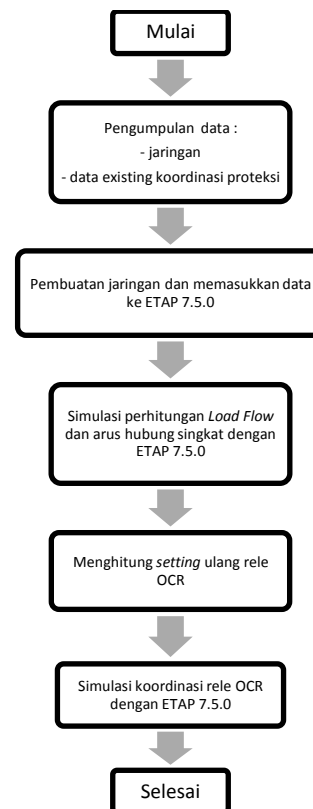 Mulai
Pengumpulan data :
- jaringan
- data existing koordinasi proteksi
Pembuatan jaringan dan memasukkan data
ke ETAP 7.5.0
Simulasi perhitungan Load Flow
dan arus hubung singkat dengan
ETAP 7.5.0
Menghitung setting ulang rele
OCR
Simulasi koordinasi rele OCR
dengan ETAP 7.5.0
Selesai